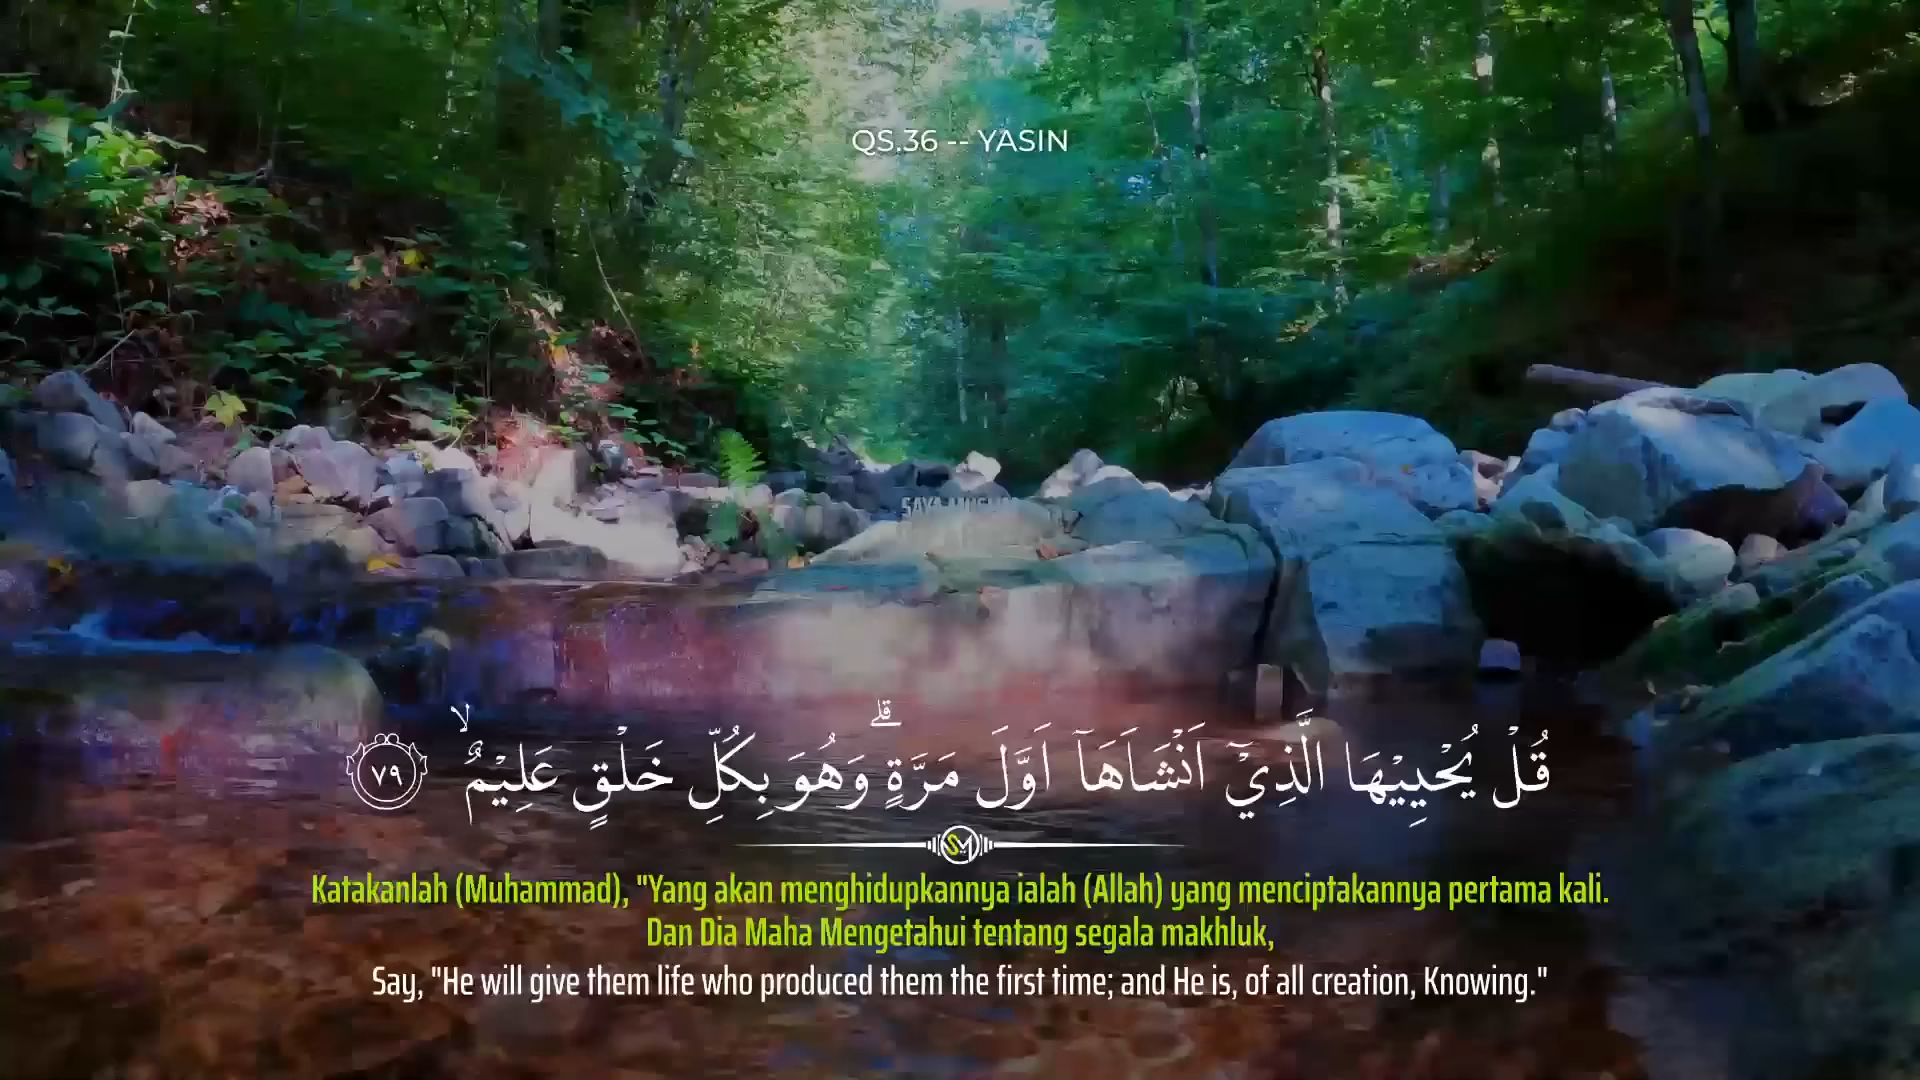 QS.36 -- YASIN
قُلْ يُحْيِيْهَا الَّذِيْٓ اَنْشَاَهَآ اَوَّلَ مَرَّةٍ ۗوَهُوَ بِكُلِّ خَلْقٍ عَلِيْمٌ ۙ ٧٩
Katakanlah (Muhammad), "Yang akan menghidupkannya ialah (Allah) yang menciptakannya pertama kali.
Dan Dia Maha Mengetahui tentang segala makhluk,
Say, "He will give them life who produced them the first time; and He is, of all creation, Knowing."